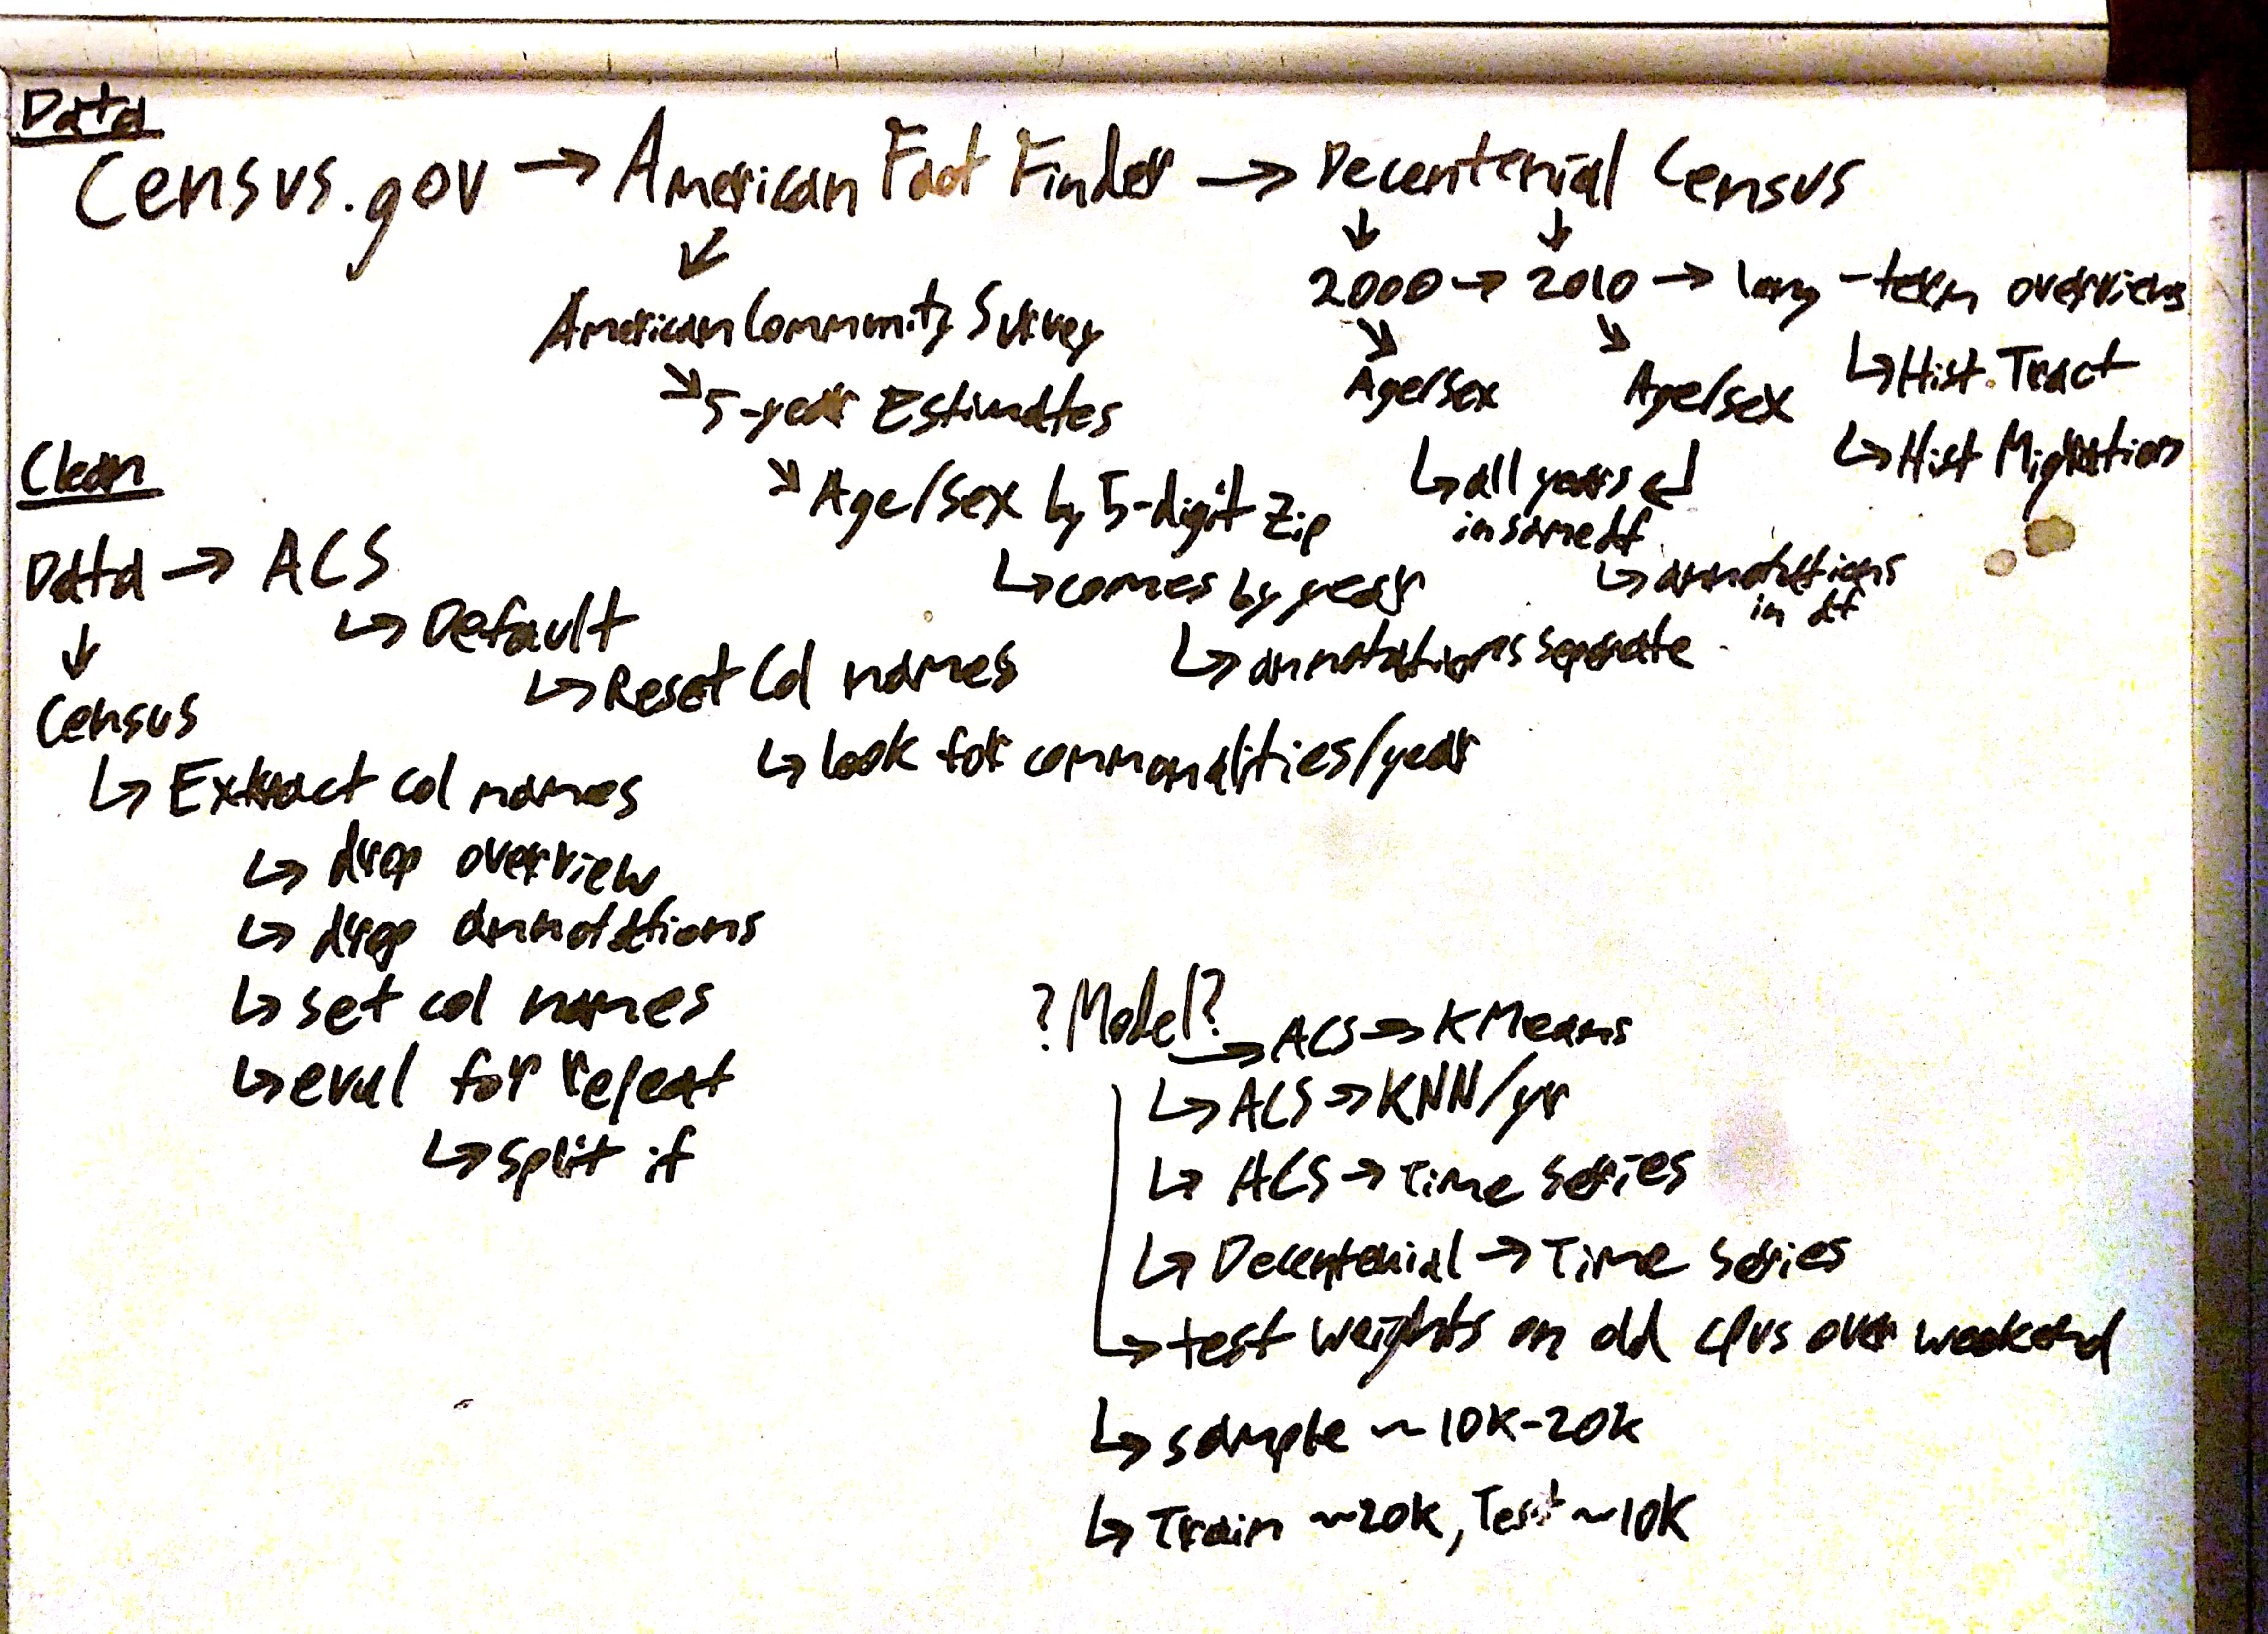 Data
Census.gov → American Fact Finder → Decentenial Census
2000 → 2010 → long-term overviews
American Community Survey
5-year Estimates
Age/Sex by 5-digit Zip
comes by year
annotations separate
Age/Sex
Age/Sex
all years
in same df
annotations
in df
Hist. Tract
Hist Migration
Clean
Data → ACS
Default
Reset Col names
look for commonalities/year
Census
Extract col names
drop overview
drop annotations
set col names
eval for repeat
split if
?Model?
ACS → KMeans
ACS → KNN/yr
ACS → Time Series
Decentenial → Time Series
test weights on old over weekend
sample ~ 10K-20K
Train ~20K, Test ~10K